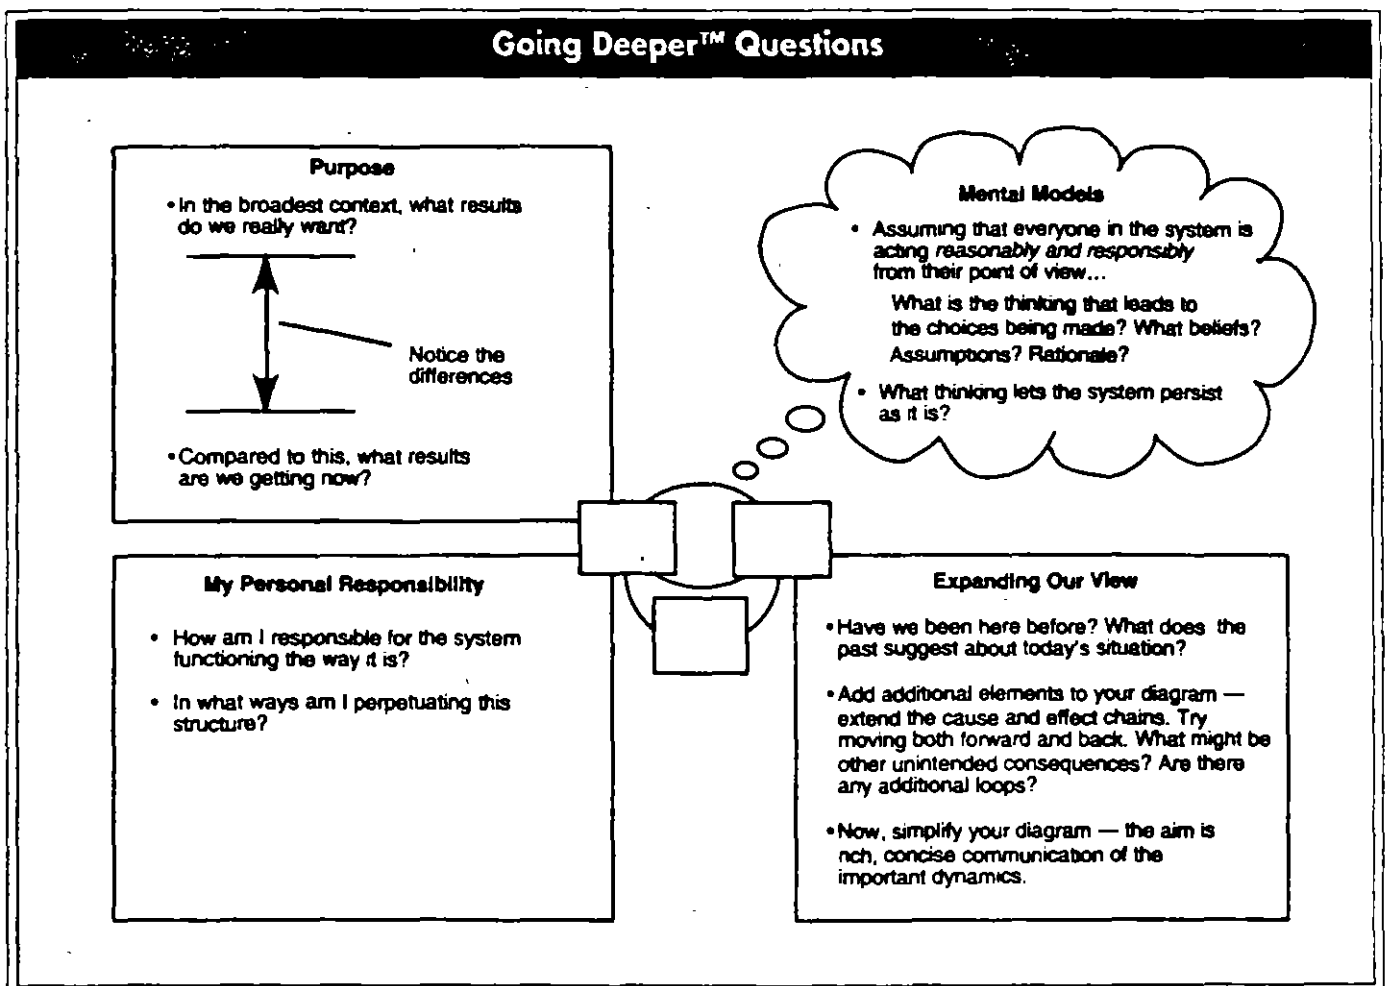 Going Deeper™ Questions
Purpose
• In the broadest context, what results
do we really want?
Notice the
differences
• Compared to this, what results
are we getting now?
Mental Models
• Assuming that everyone in the system is
acting reasonably and responsibly
from their point of view...
What is the thinking that leads to
the choices being made? What beliefs?
Assumptions? Rationale?
• What thinking lets the system persist
as it is?
My Personal Responsibility
• How am I responsible for the system
functioning the way it is?
• In what ways am I perpetuating this
structure?
Expanding Our View
• Have we been here before? What does the
past suggest about today's situation?
• Add additional elements to your diagram —
extend the cause and effect chains. Try
moving both forward and back. What might be
other unintended consequences? Are there
any additional loops?
• Now, simplify your diagram — the aim is
rich, concise communication of the
important dynamics.